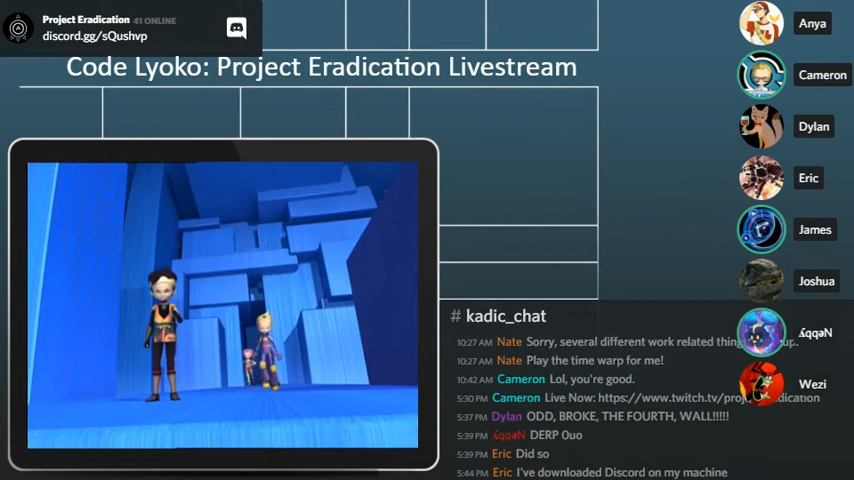 Project Eradication 41 ONLINE
discord.gg/sQushvp
Code Lyoko: Project Eradication Livestream
Anya
Cameron
Dylan
Eric
James
Joshua
ʎqqǝN
Wezi
# kadic_chat
10:27 AM Nate Sorry, several different work related thing
10:27 AM Nate Play the time warp for me!
10:42 AM Cameron Lol, you're good.
5:30 PM Cameron Live Now: https://www.twitch.tv/proj
5:37 PM Dylan ODD, BROKE, THE FOURTH, WALL!!!!!
5:39 PM ʎqqǝN DERP 0uo
5:39 PM Eric Did so
5:44 PM Eric I've downloaded Discord on my machine